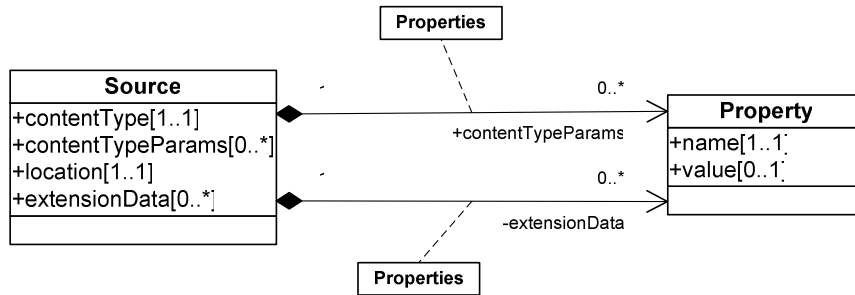 Properties
Source
+contentType[1..1]
+contentTypeParams[0..*]
+location[1..1]
+extensionData[0..*]
0..*
+contentTypeParams
0..*
-extensionData
Property
+name[1..1]
+value[0..1]
Properties